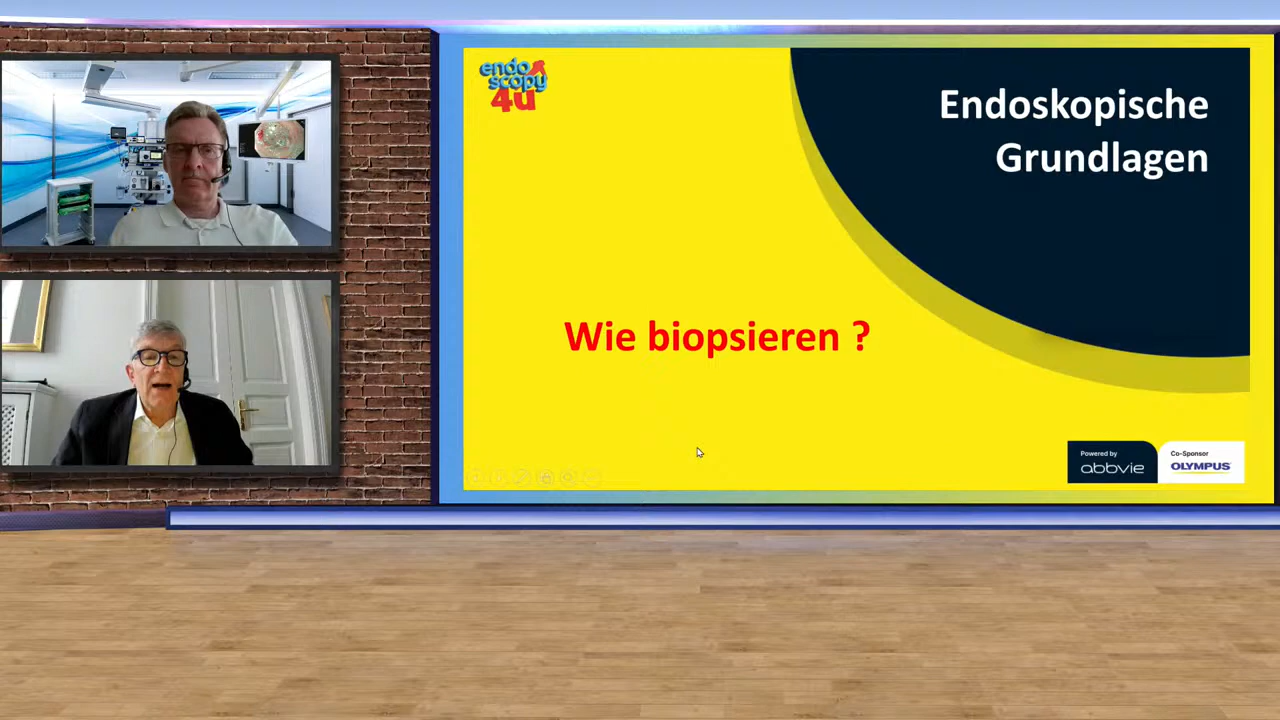 endo
scopy
4u
Endoskopische
Grundlagen
Wie biopsieren ?
Powered by
abbvie
Co-Sponsor
OLYMPUS